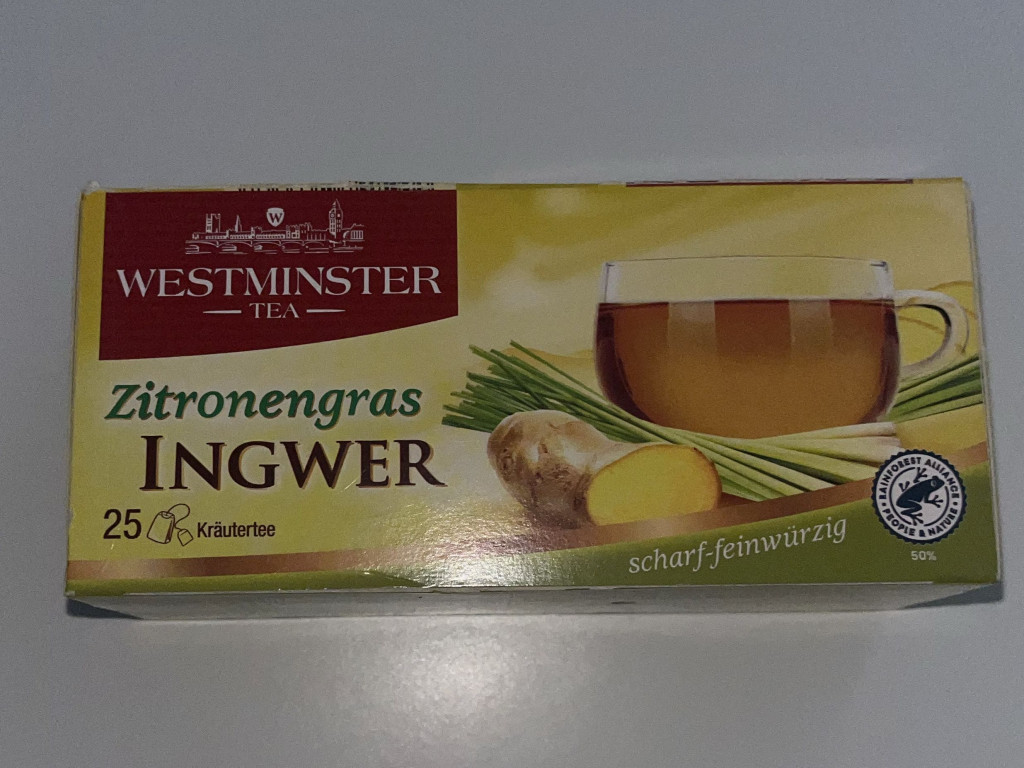 W
WESTMINSTER
TEA
Zitronengras
INGWER
25 Kräutertee
scharf-feinwürzig
RAINFOREST ALLIANCE
PEOPLE & NATURE
50%